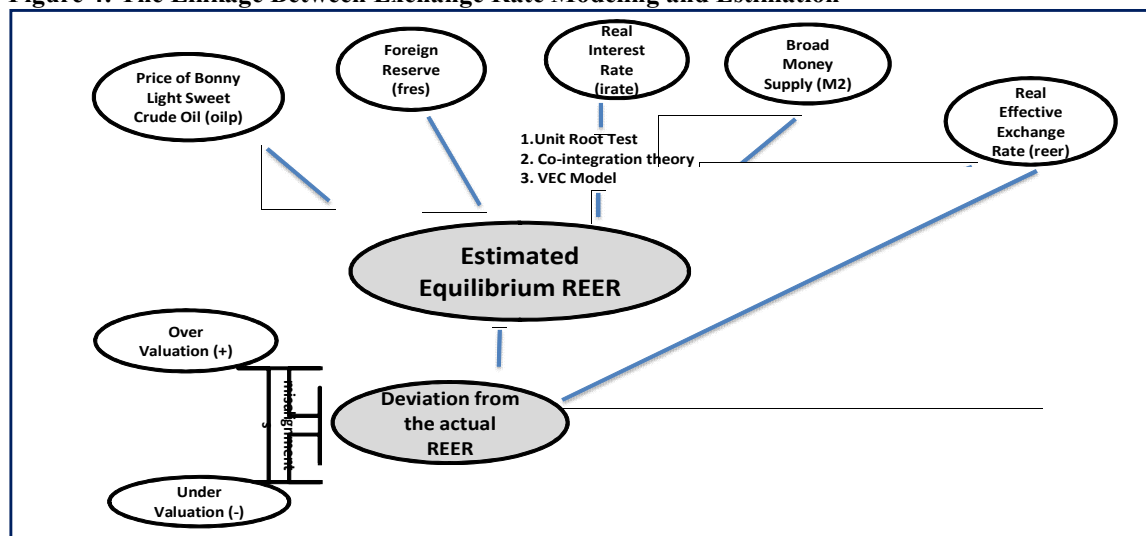 Figure 4: The Linkage Between Exchange Rate Modeling and Estimation
Price of Bonny
Light Sweet
Crude Oil (oilp)
Foreign
Reserve
(fres)
Real
Interest
Rate
(irate)
Broad
Money
Supply (M2)
Real
Effective
Exchange
Rate (reer)
1.Unit Root Test
2. Co-integration theory
3. VEC Model
Estimated
Equilibrium REER
Over
Valuation (+)
misalignment
s
Deviation from
the actual
REER
Under
Valuation (-)